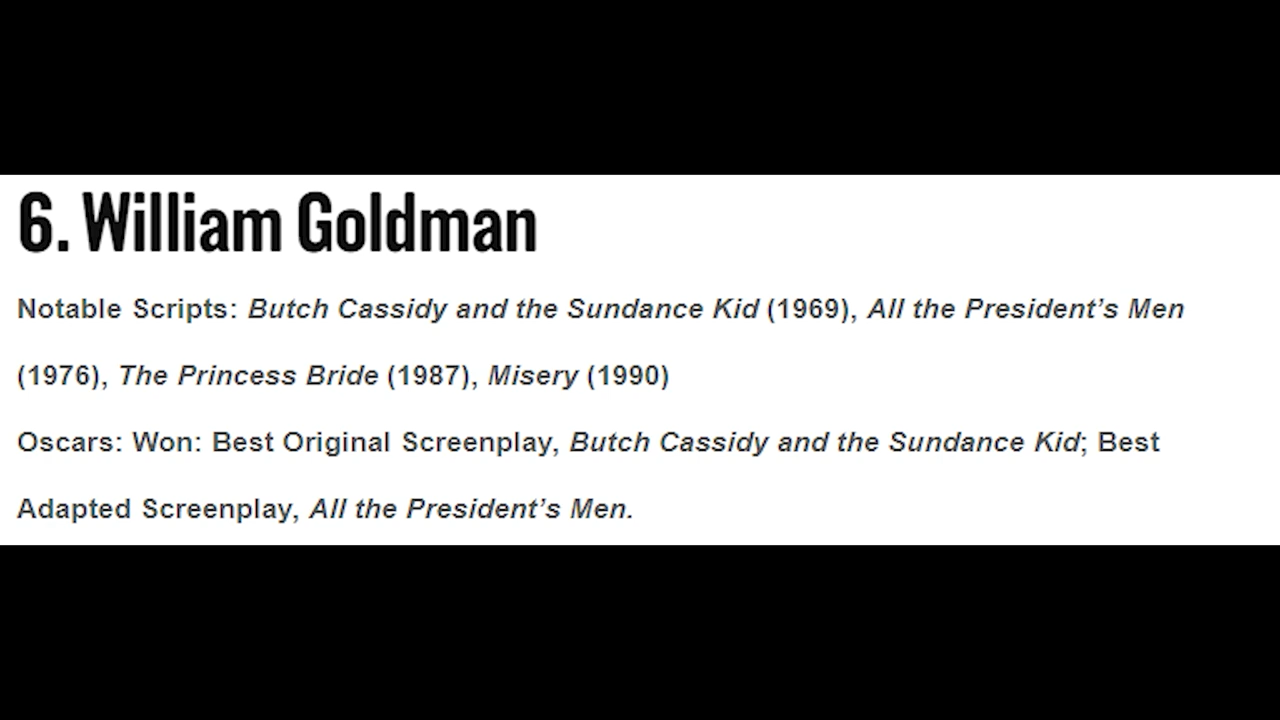 6. William Goldman
Notable Scripts: Butch Cassidy and the Sundance Kid (1969), All the President’s Men
(1976), The Princess Bride (1987), Misery (1990)
Oscars: Won: Best Original Screenplay, Butch Cassidy and the Sundance Kid; Best
Adapted Screenplay, All the President’s Men.